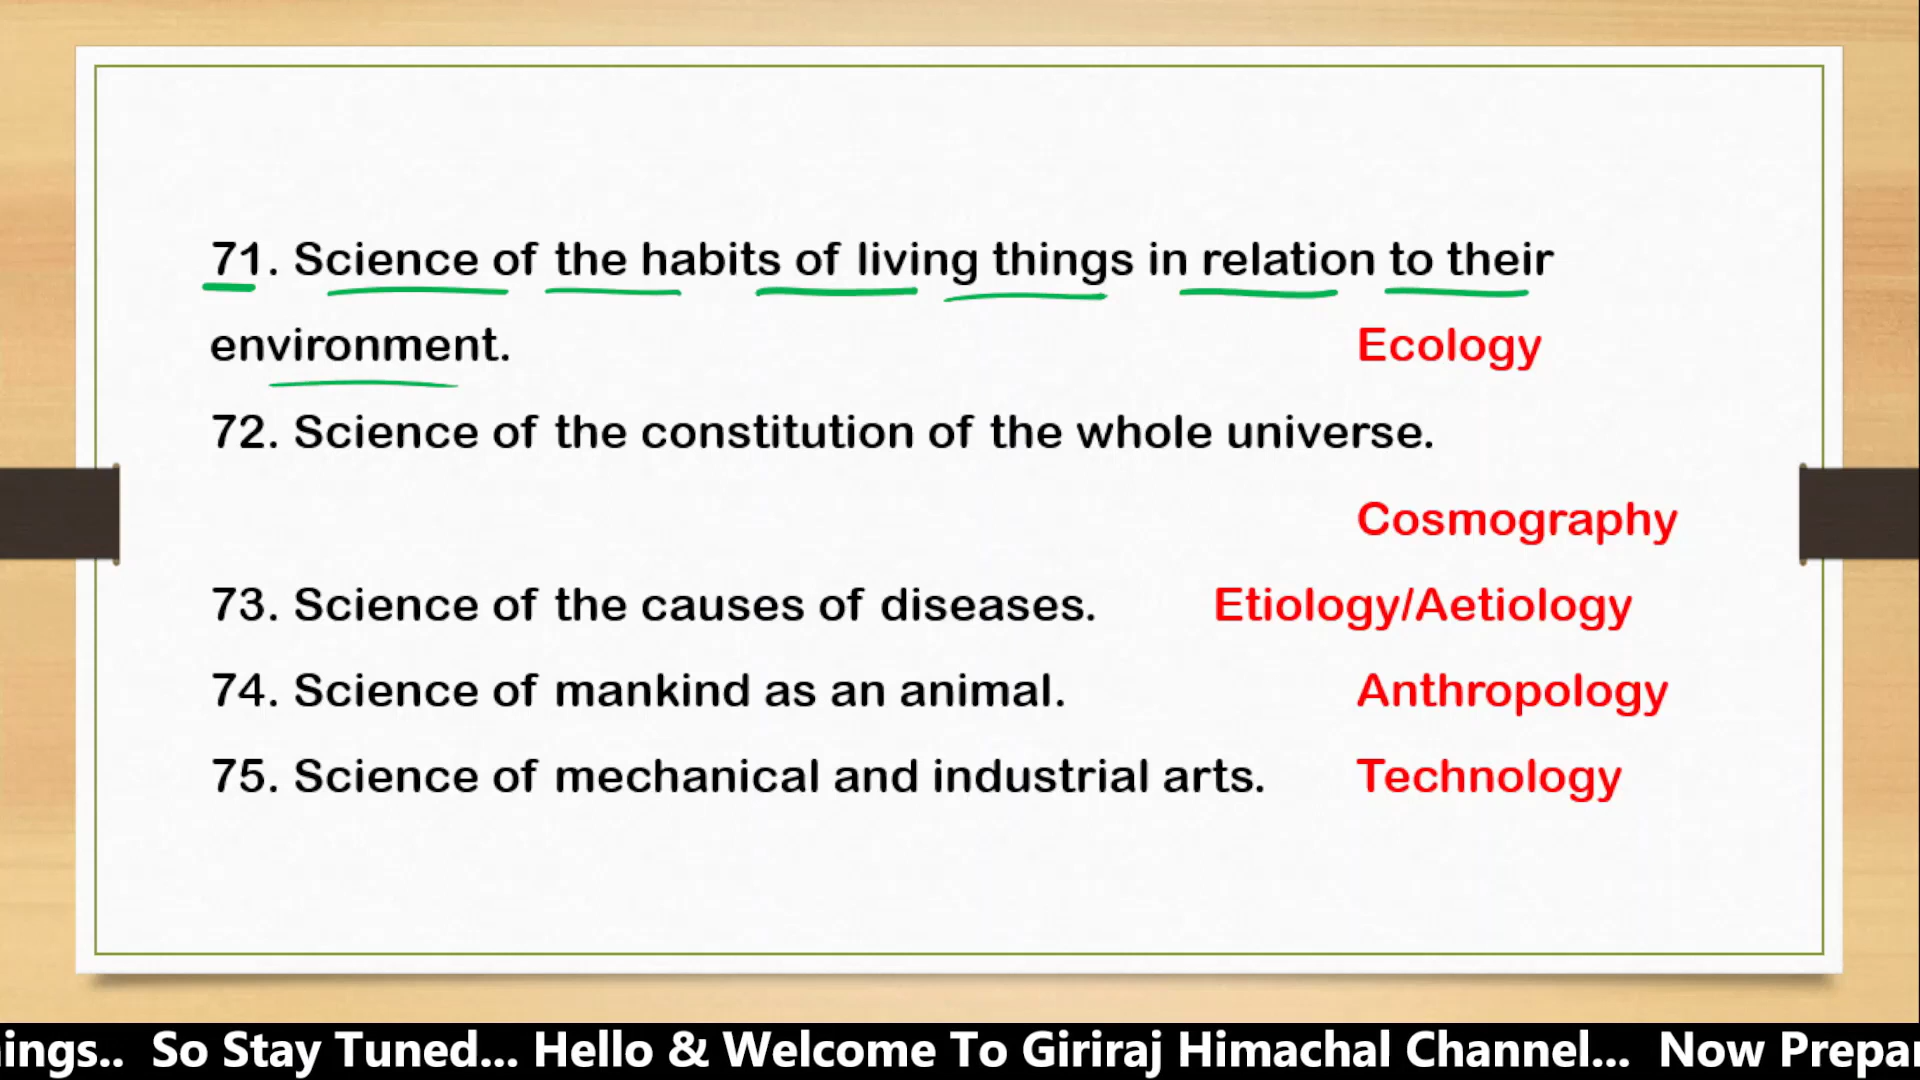 71. Science of the habits of living things in relation to their
environment. Ecology
72. Science of the constitution of the whole universe.
Cosmography
73. Science of the causes of diseases. Etiology/Aetiology
74. Science of mankind as an animal. Anthropology
75. Science of mechanical and industrial arts. Technology
So Stay Tuned... Hello & Welcome To Giriraj Himachal Channel... Now